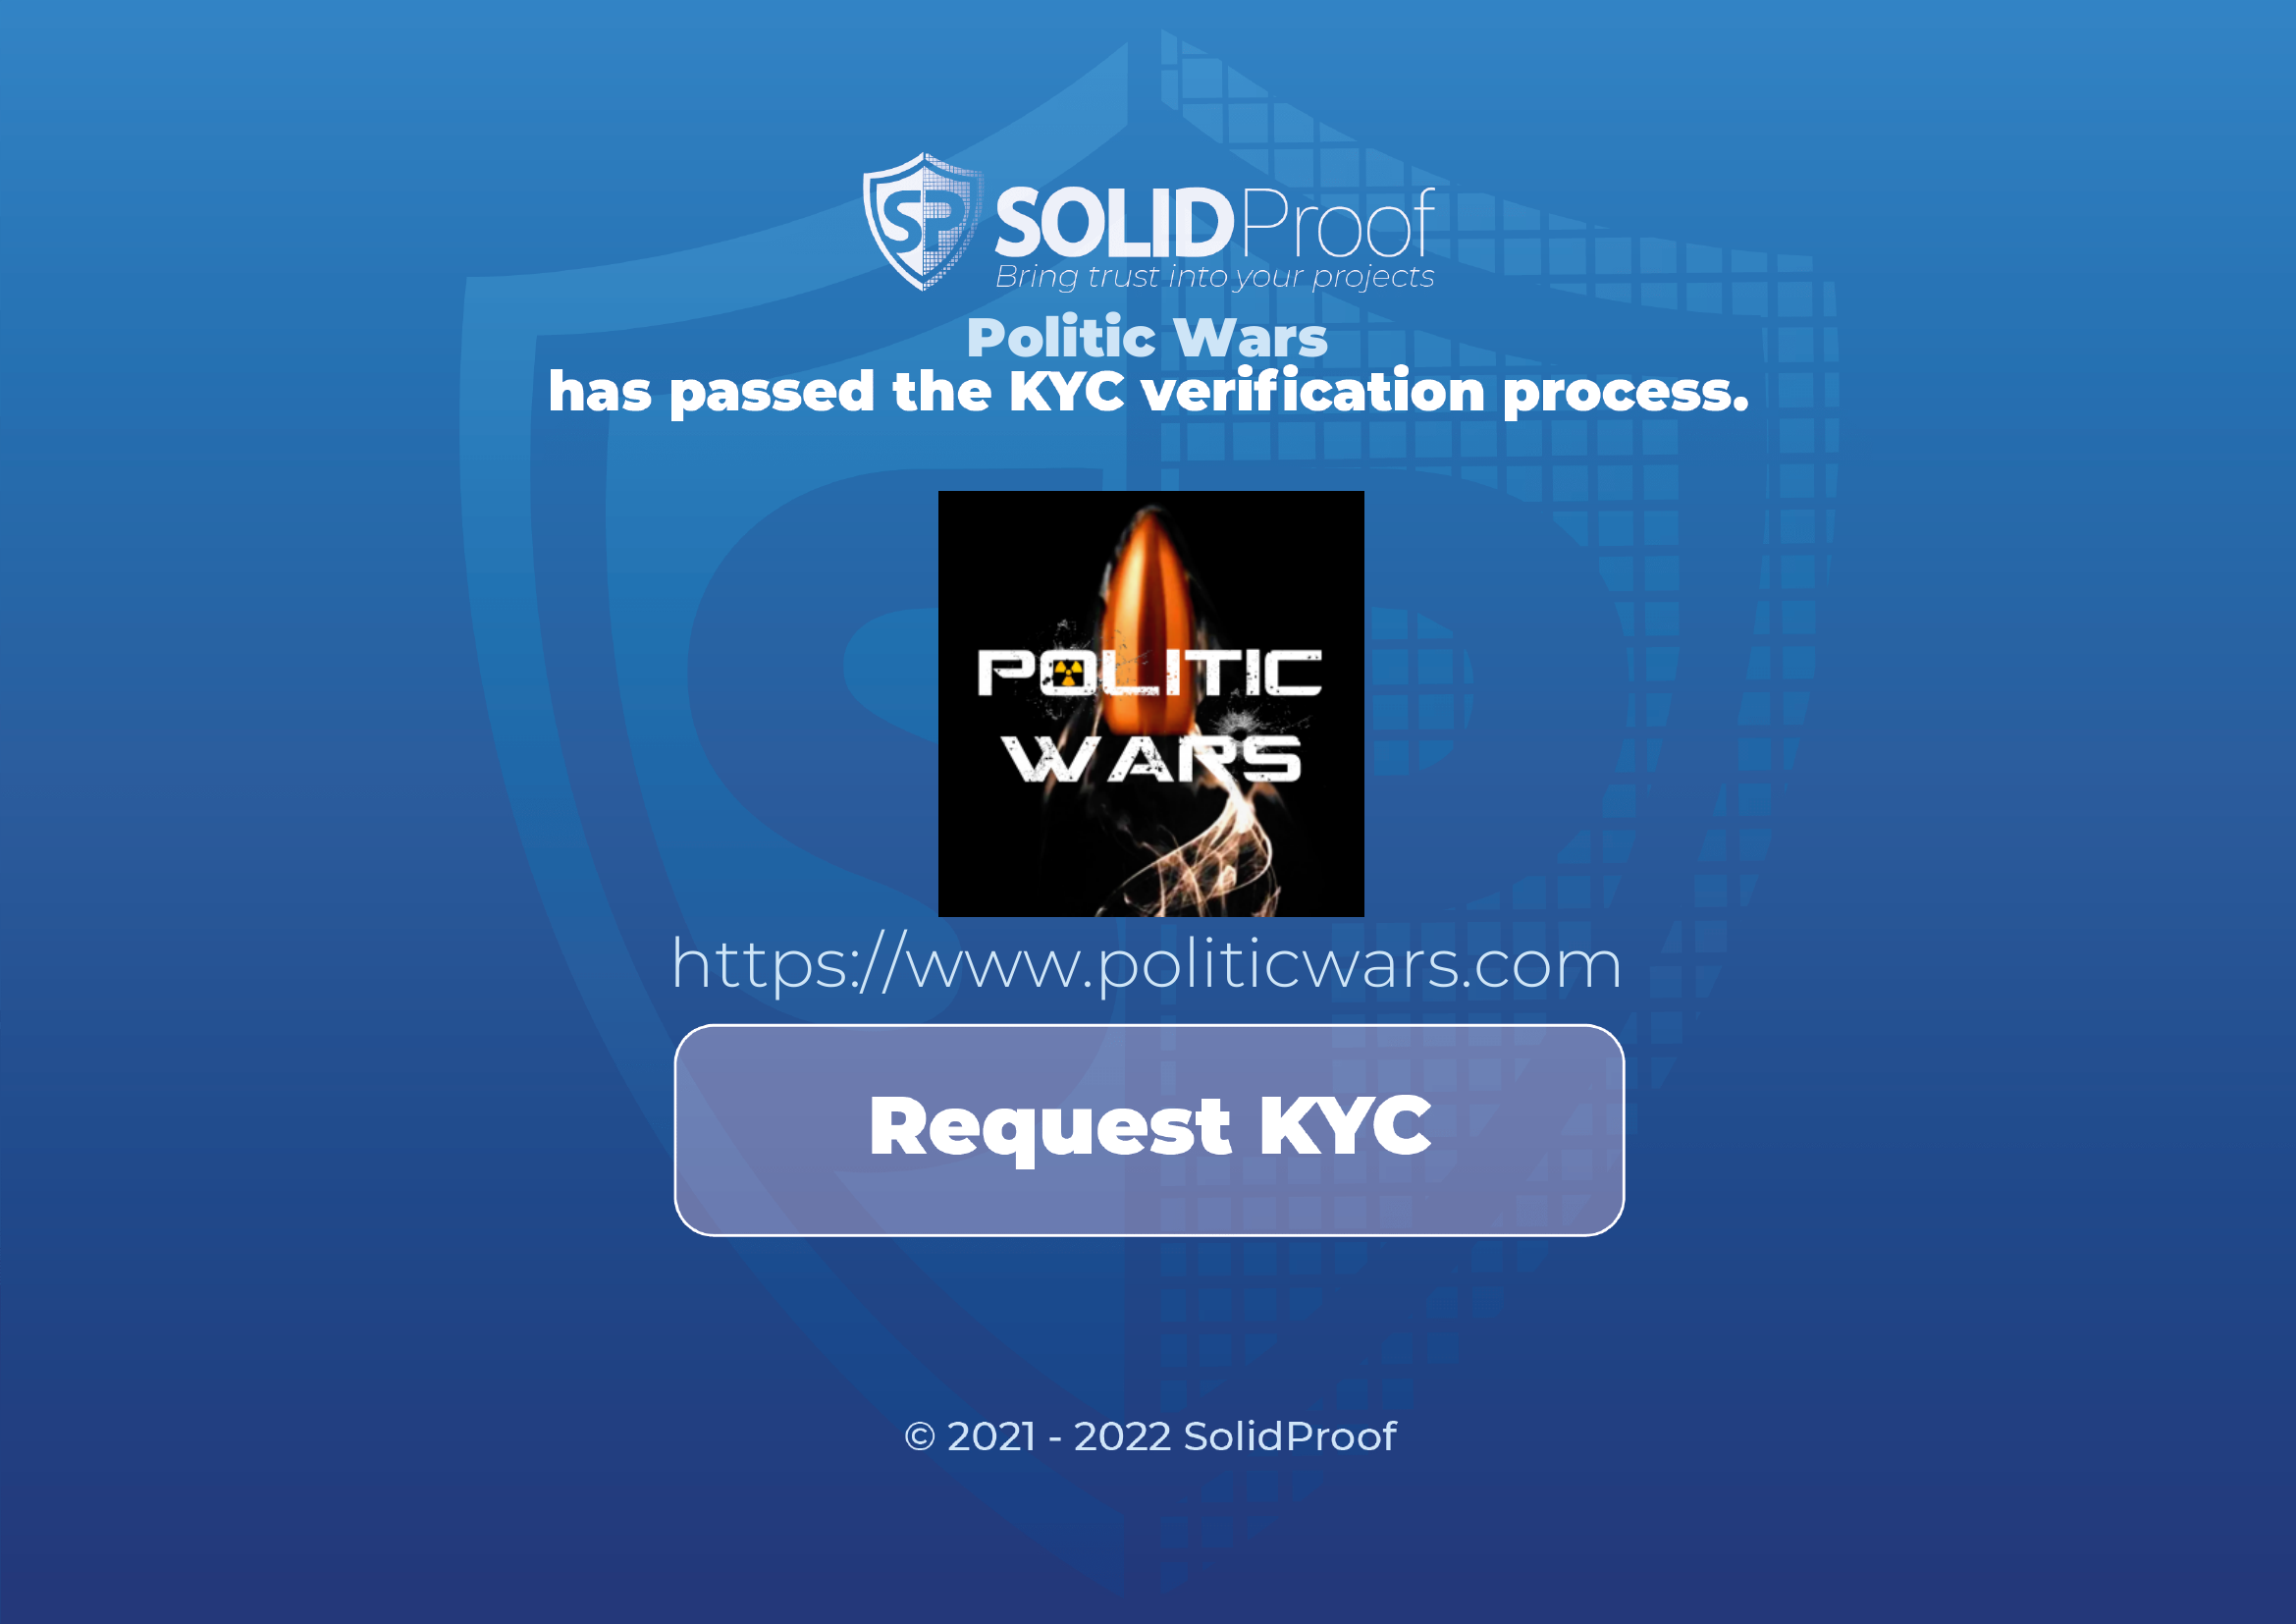 SP SOLIDProof
Bring trust into your projects
Politic Wars
has passed the KYC verification process.
POLITIC
WARS
https://www.politicwars.com
Request KYC
© 2021 - 2022 SolidProof